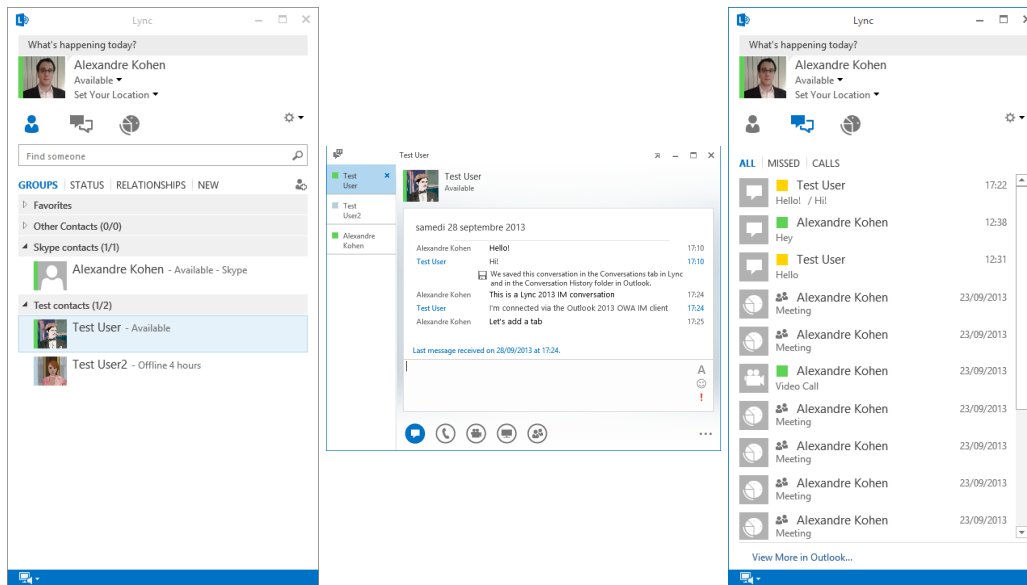 Lync
What's happening today?
Alexandre Kohen
Available
Set Your Location
Find someone
GROUPS STATUS RELATIONSHIPS NEW
Favorites
Other Contacts (0/0)
Skype contacts (1/1)
Alexandre Kohen - Available - Skype
Test contacts (1/2)
Test User - Available
Test User2 - Offline 4 hours
Test User
Test
User
Test
User2
Alexandre
Kohen
Test User
Available
samedi 28 septembre 2013
Alexandre Kohen Hello! 17:10
Test User Hi! 17:10
We saved this conversation in the Conversations tab in Lync
and in the Conversation History folder in Outlook.
Alexandre Kohen This is a Lync 2013 IM conversation 17:24
Test User I'm connected via the Outlook 2013 OWA IM client 17:24
Alexandre Kohen Let's add a tab 17:25
Last message received on 28/09/2013 at 17:24.
A
!
Lync
What's happening today?
Alexandre Kohen
Available
Set Your Location
ALL MISSED CALLS
Test User 17:22
Hello! / Hi!
Alexandre Kohen 12:38
Hey
Test User 12:31
Hello
Alexandre Kohen 23/09/2013
Meeting
Alexandre Kohen 23/09/2013
Meeting
Alexandre Kohen 23/09/2013
Video Call
Alexandre Kohen 23/09/2013
Meeting
Alexandre Kohen 23/09/2013
Meeting
Alexandre Kohen 23/09/2013
Meeting
Alexandre Kohen 23/09/2013
Meeting
View More in Outlook...